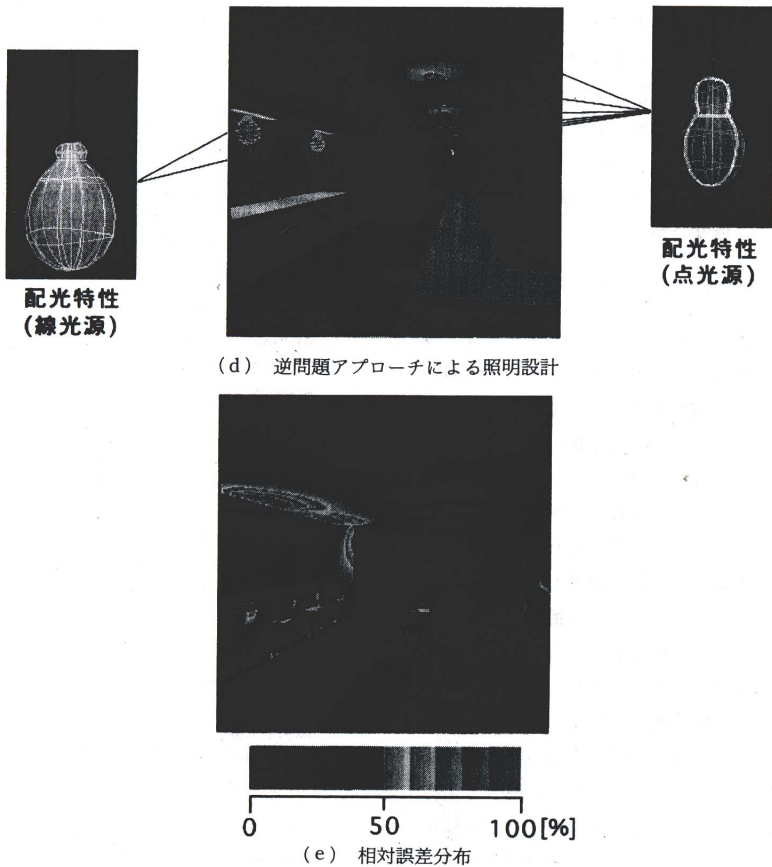 配光特性
(線光源)
配光特性
(点光源)
(d) 逆問題アプローチによる照明設計
0 50 100[%]
(e) 相対誤差分布